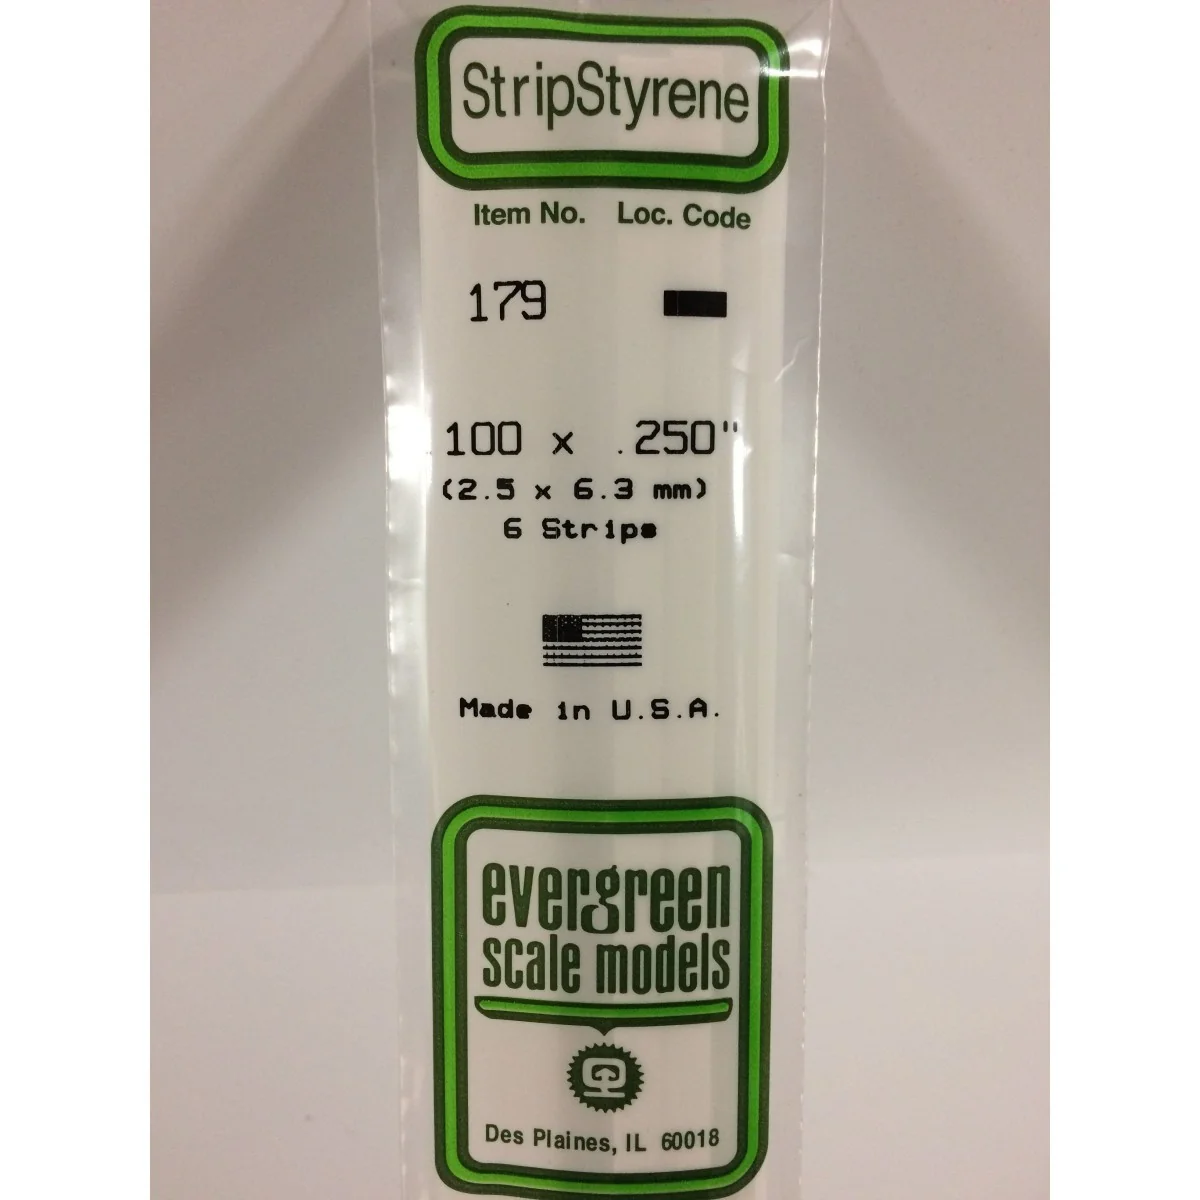 StripStyrene
Item No. Loc. Code
179
.100 x .250"
(2.5 x 6.3 mm)
6 Strips
Made in U.S.A.
evergreen
scale models
Des Plaines, IL 60018